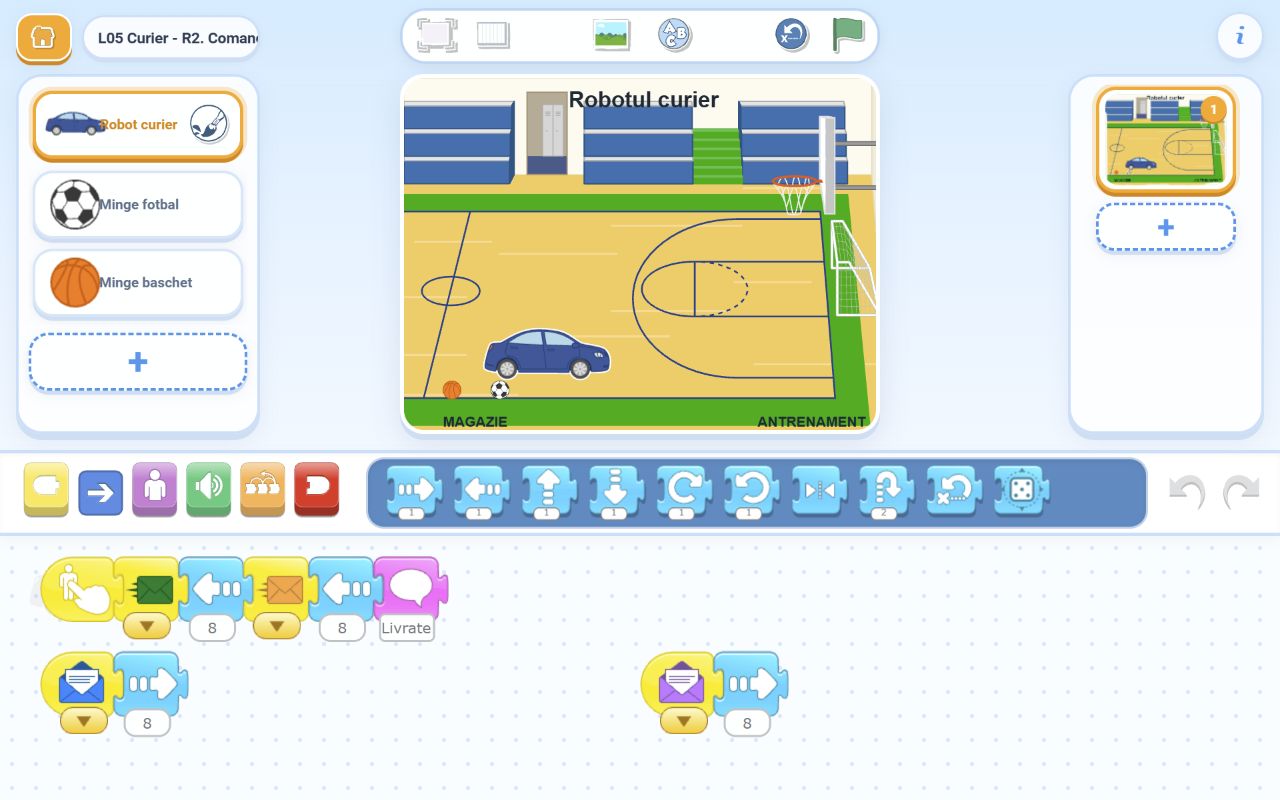 L05 Curier - R2. Coman
i
Robot curier
Minge fotbal
Minge baschet
+
Robotul curier
MAGAZIE
ANTRENAMENT
1
+
A
B
C
x
1
1
1
1
1
1
2
x
8
8
Livrate
8
8